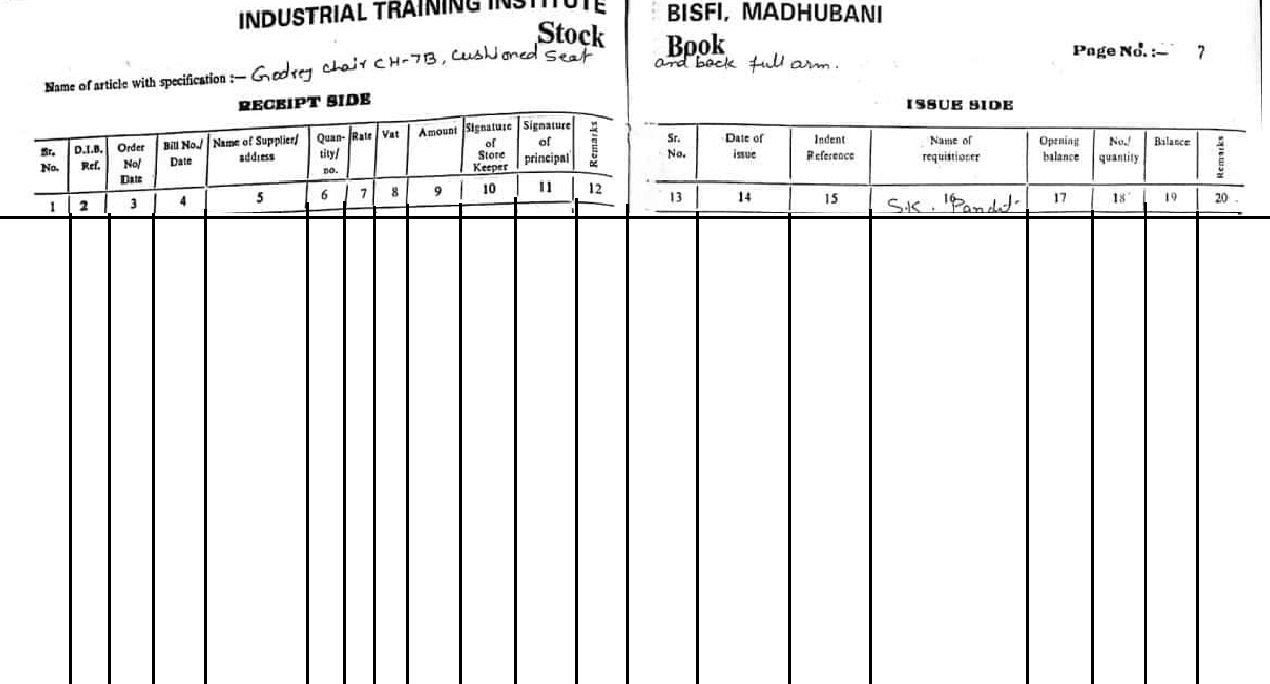 INDUSTRIAL TRAINING INSTITUTE BISFI, MADHUBANI
Stock Book
Page No. :- 7
Name of article with specification :- Godrej chair CH-7B, Cushioned Seat and back full arm.
RECEIPT SIDE
Sr. No. D.I.B. Ref. Order No/ Date Bill No./ Date Name of Supplier/ address Quan- tity/ no. Rate Vat Amount Signature of Store Keeper Signature of principal Remarks
1 2 3 4 5 6 7 8 9 10 11 12
ISSUE SIDE
Sr. No. Date of issue Indent Reference Name of requistioner Opening balance No./ quantity Balance Remarks
13 14 15 16 17 18 19 20
S.K. Pandit